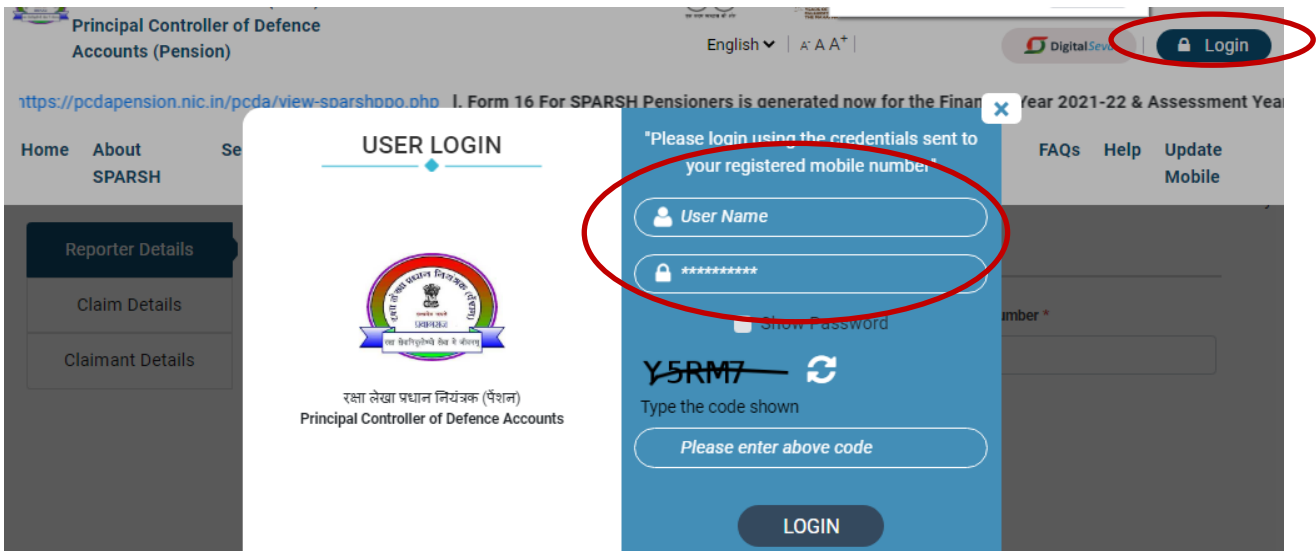 Principal Controller of Defence
Accounts (Pension)
English | A- A A+ |
Digital Seva
Login
https://pcdapension.nic.in/pcda/view-sparshppo.php |. Form 16 For SPARSH Pensioners is generated now for the Year 2021-22 & Assessment Year
Home
About
SPARSH
FAQs
Help
Update
Mobile
Reporter Details
Claim Details
Claimant Details
USER LOGIN
रक्षा लेखा प्रधान नियंत्रक (पेंशन)
Principal Controller of Defence Accounts
"Please login using the credentials sent to
your registered mobile number"
User Name
**********
Show Password
Y5RM7
Type the code shown
Please enter above code
LOGIN